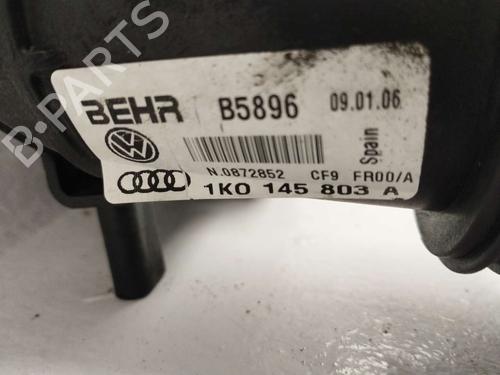 BEHR B5896 09.01.06
Spain
N.0872852 CF9 FR00/A
1K0 145 803 A
B-PARTS